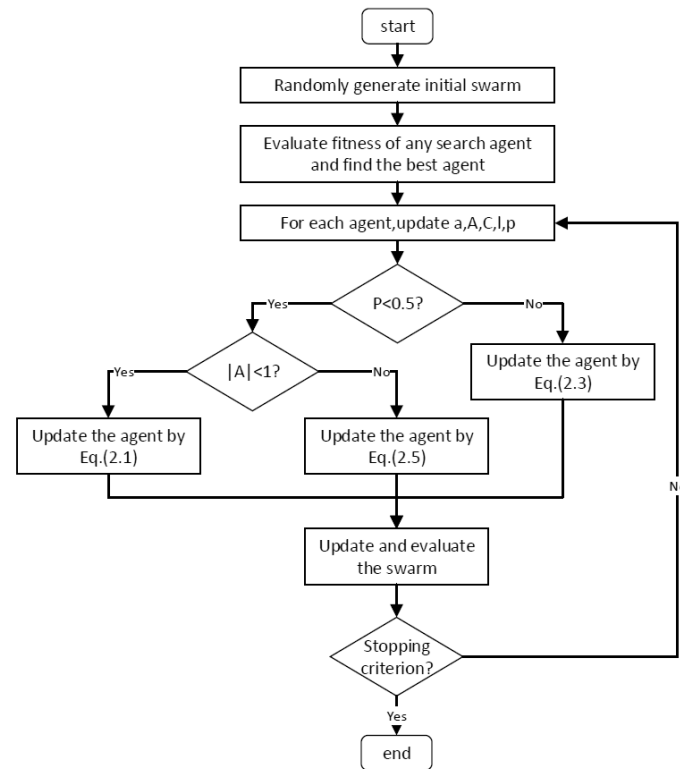 start
Randomly generate initial swarm
Evaluate fitness of any search agent
and find the best agent
For each agent,update a,A,C,l,p
P<0.5?
Yes
No
|A|<1?
Yes
No
Update the agent by
Eq.(2.3)
Update the agent by
Eq.(2.1)
Update the agent by
Eq.(2.5)
Update and evaluate
the swarm
Stopping
criterion?
Yes
end